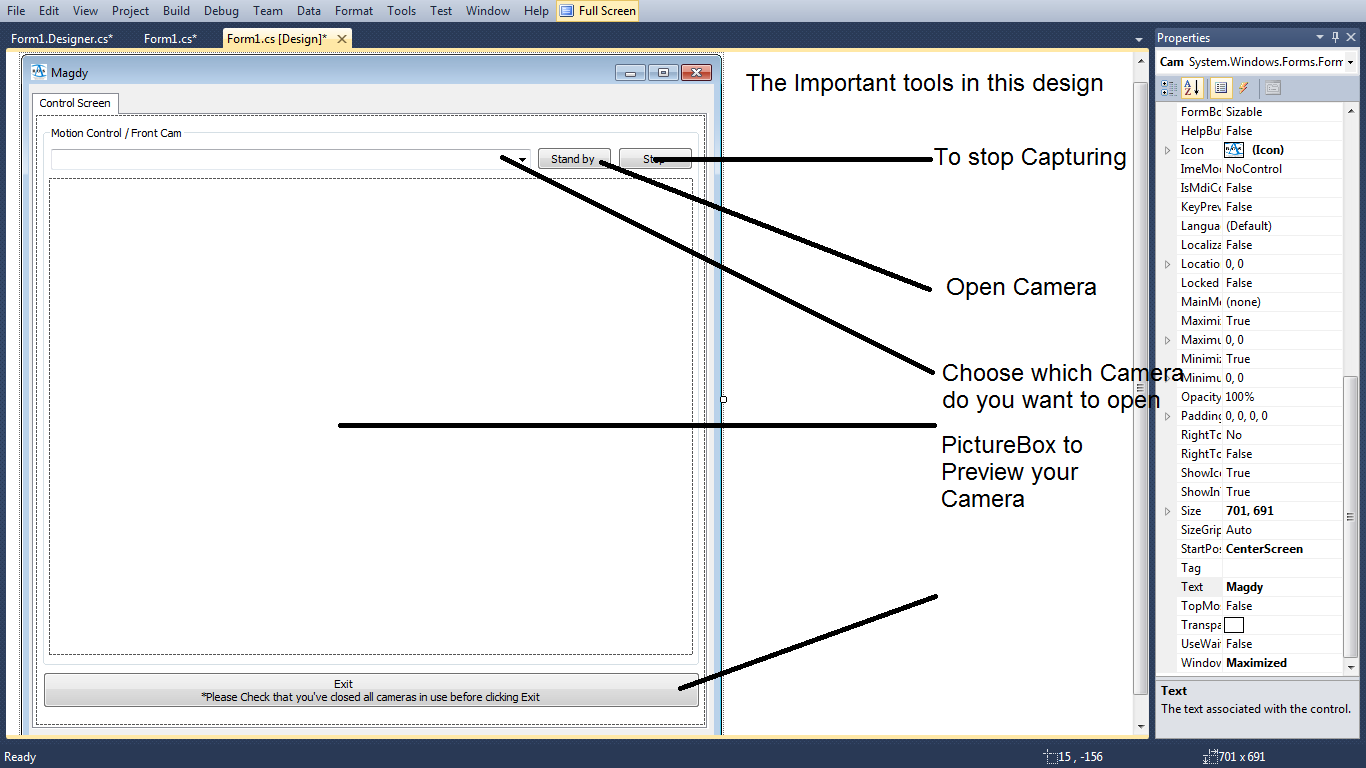 File Edit View Project Build Debug Team Data Format Tools Test Window Help Full Screen
Form1.Designer.cs* Form1.cs* Form1.cs [Design]*
Magdy
Control Screen
Motion Control / Front Cam
Stand by Stop
Exit
*Please Check that you've closed all cameras in use before clicking Exit
The Important tools in this design
To stop Capturing
Open Camera
Choose which Camera
do you want to open
PictureBox to
Preview your
Camera
Properties
Cam System.Windows.Forms.Form
FormBo Sizable
HelpBut False
Icon (Icon)
ImeMod NoControl
IsMdiCo False
KeyPrev False
Langua (Default)
Localiza False
Locatio 0, 0
Locked False
MainMe (none)
Maximiz True
Maximu 0, 0
Minimiz True
Minimu 0, 0
Opacity 100%
Padding 0, 0, 0, 0
RightTo No
RightTo False
ShowIco True
ShowIn True
Size 701, 691
SizeGrip Auto
StartPos CenterScreen
Tag
Text Magdy
TopMo False
Transpa
UseWai False
Window Maximized
Text
The text associated with the control.
Ready 15 , -156 701 x 691